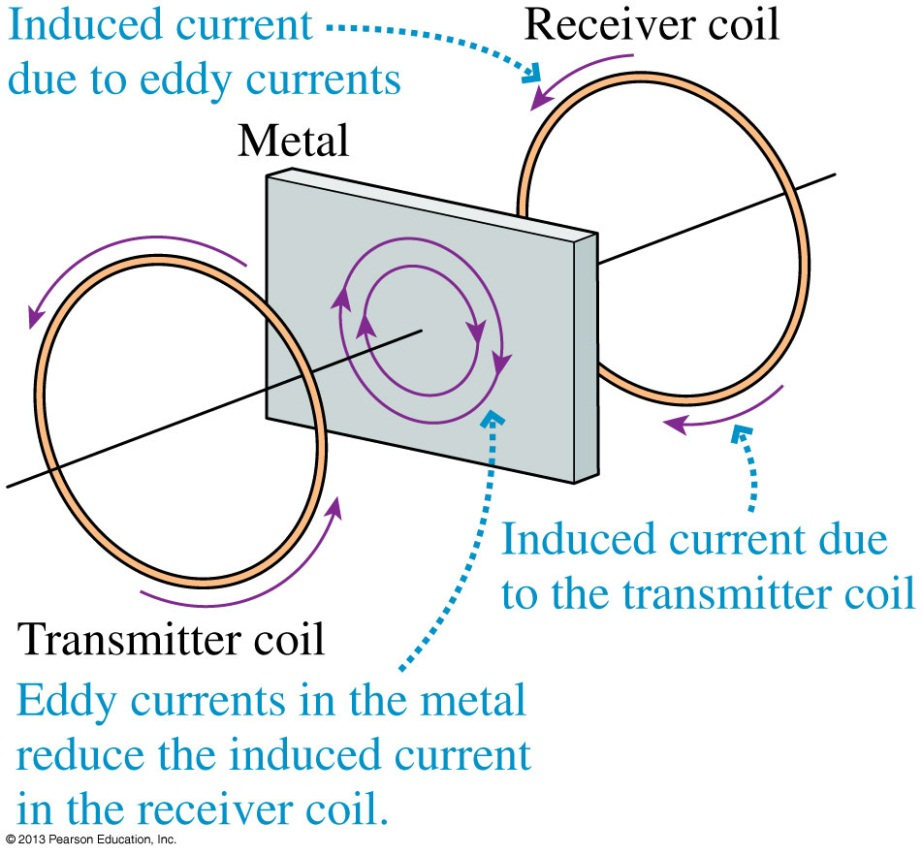 Induced current
due to eddy currents
Receiver coil
Metal
Induced current due
to the transmitter coil
Transmitter coil
Eddy currents in the metal
reduce the induced current
in the receiver coil.
© 2013 Pearson Education, Inc.